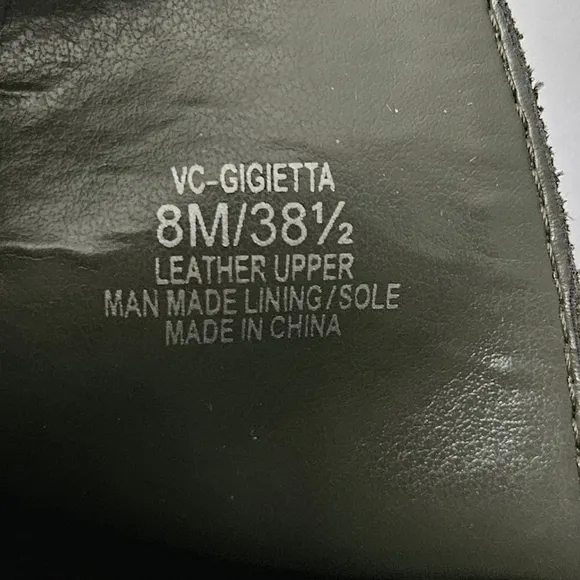 VC-GIGIETTA
8M/38½
LEATHER UPPER
MAN MADE LINING/SOLE
MADE IN CHINA